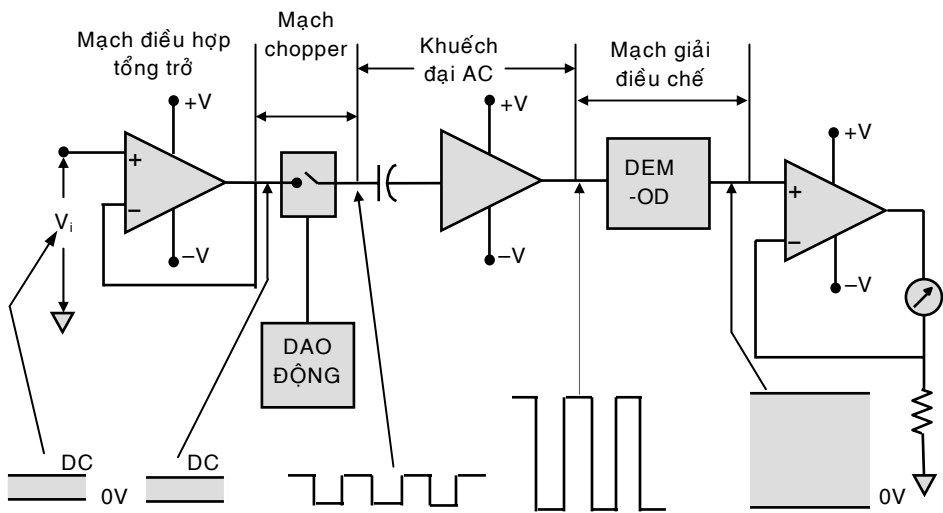 Mạch điều hợp
tổng trở
Mạch
chopper
Khuếch
đại AC
Mạch giải
điều chế
+V
+
−
−V
Vᵢ
DAO
ĐỘNG
+V
−V
DEM
-OD
+V
+
−
−V
DC
0V
DC
0V